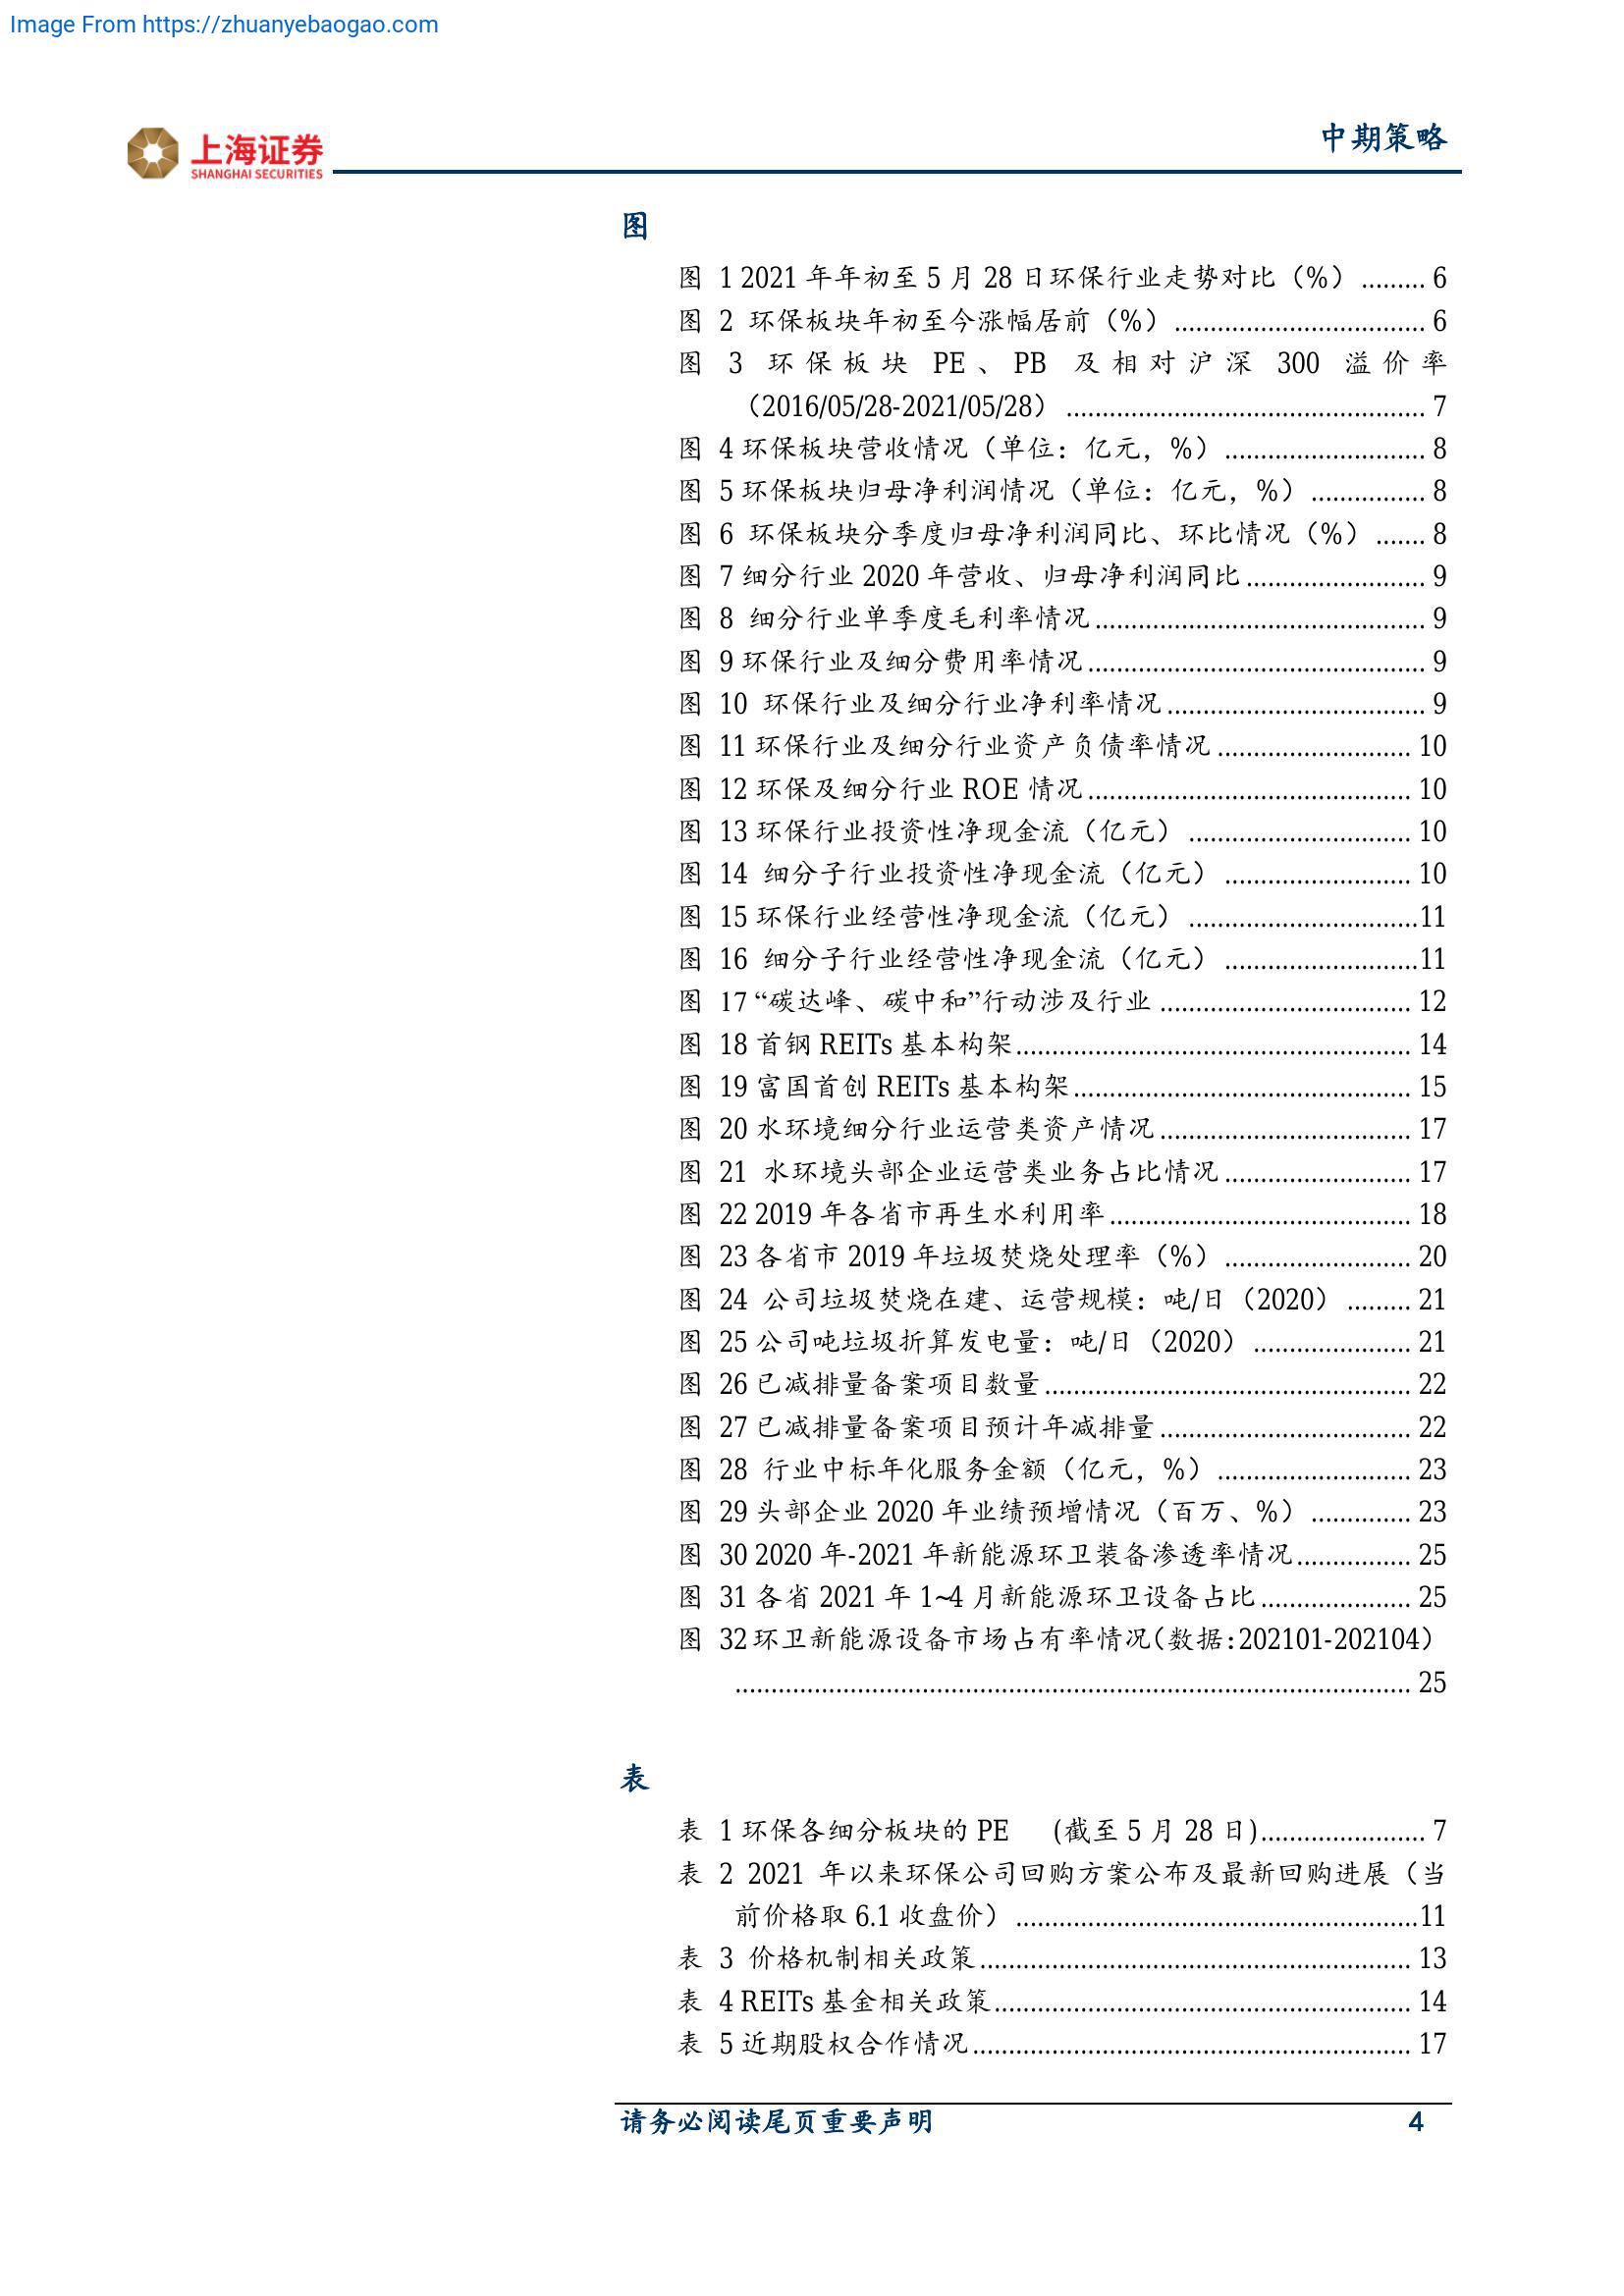 Image From https://zhuanyebaogao.com
上海证券
SHANGHAI SECURITIES
中期策略
图
图 1 2021 年年初至 5 月 28 日环保行业走势对比（%）......... 6
图 2 环保板块年初至今涨幅居前（%）................................... 6
图 3 环保板块 PE、PB 及相对沪深 300 溢价率
（2016/05/28-2021/05/28）.................................................. 7
图 4 环保板块营收情况（单位：亿元，%）............................ 8
图 5 环保板块归母净利润情况（单位：亿元，%）................ 8
图 6 环保板块分季度归母净利润同比、环比情况（%）....... 8
图 7 细分行业 2020 年营收、归母净利润同比......................... 9
图 8 细分行业单季度毛利率情况.............................................. 9
图 9 环保行业及细分费用率情况............................................... 9
图 10 环保行业及细分行业净利率情况.................................... 9
图 11 环保行业及细分行业资产负债率情况........................... 10
图 12 环保及细分行业 ROE 情况............................................. 10
图 13 环保行业投资性净现金流（亿元）............................... 10
图 14 细分子行业投资性净现金流（亿元）.......................... 10
图 15 环保行业经营性净现金流（亿元）................................11
图 16 细分子行业经营性净现金流（亿元）...........................11
图 17 “碳达峰、碳中和”行动涉及行业................................... 12
图 18 首钢 REITs 基本构架....................................................... 14
图 19 富国首创 REITs 基本构架............................................... 15
图 20 水环境细分行业运营类资产情况................................... 17
图 21 水环境头部企业运营类业务占比情况.......................... 17
图 22 2019 年各省市再生水利用率.......................................... 18
图 23 各省市 2019 年垃圾焚烧处理率（%）.......................... 20
图 24 公司垃圾焚烧在建、运营规模：吨/日（2020）......... 21
图 25 公司吨垃圾折算发电量：吨/日（2020）...................... 21
图 26 已减排量备案项目数量................................................... 22
图 27 已减排量备案项目预计年减排量................................... 22
图 28 行业中标年化服务金额（亿元，%）........................... 23
图 29 头部企业 2020 年业绩预增情况（百万、%）.............. 23
图 30 2020 年-2021 年新能源环卫装备渗透率情况................ 25
图 31 各省 2021 年 1~4 月新能源环卫设备占比..................... 25
图 32 环卫新能源设备市场占有率情况（数据：202101-202104）
.............................................................................................. 25
表
表 1 环保各细分板块的 PE (截至 5 月 28 日)....................... 7
表 2 2021 年以来环保公司回购方案公布及最新回购进展（当
前价格取 6.1 收盘价）........................................................11
表 3 价格机制相关政策............................................................ 13
表 4 REITs 基金相关政策.......................................................... 14
表 5 近期股权合作情况............................................................. 17
请务必阅读尾页重要声明
4